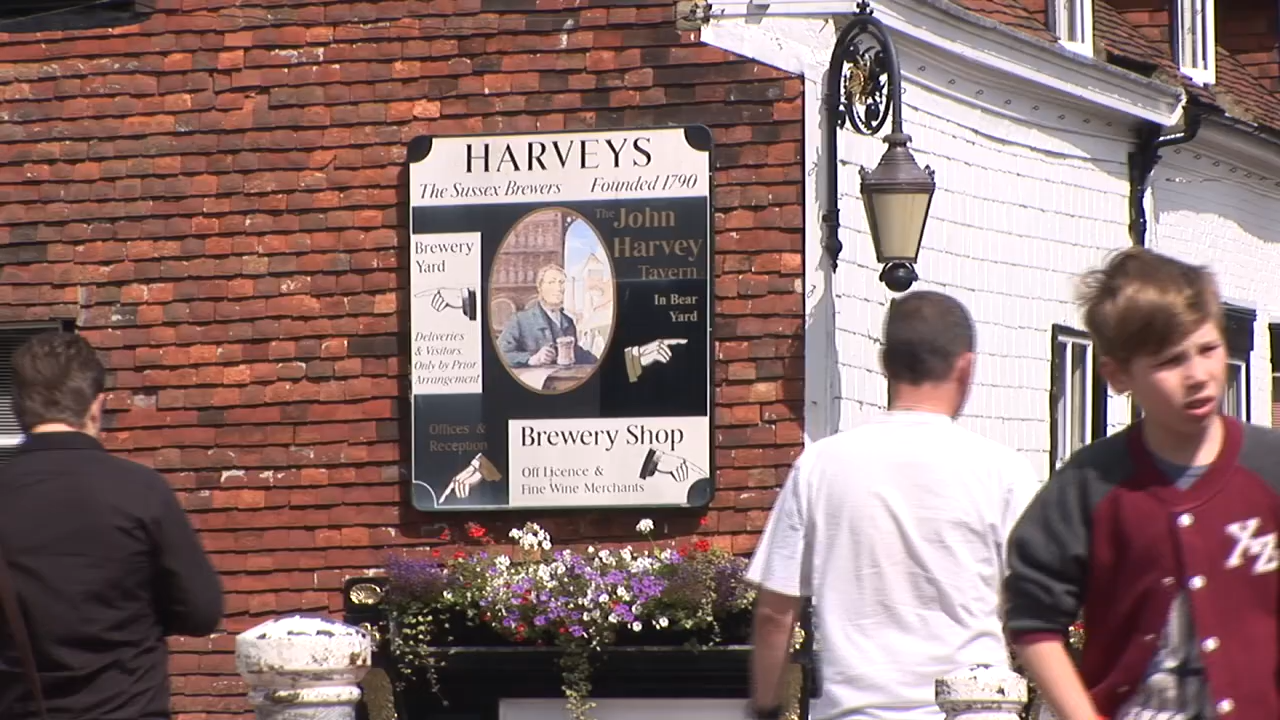 HARVEYS
The Sussex Brewers Founded 1790
Brewery
Yard
Deliveries
& Visitors
Only by Prior
Arrangement
The John
Harvey
Tavern
In Bear
Yard
Offices &
Reception
Brewery Shop
Off Licence &
Fine Wine Merchants
XZ